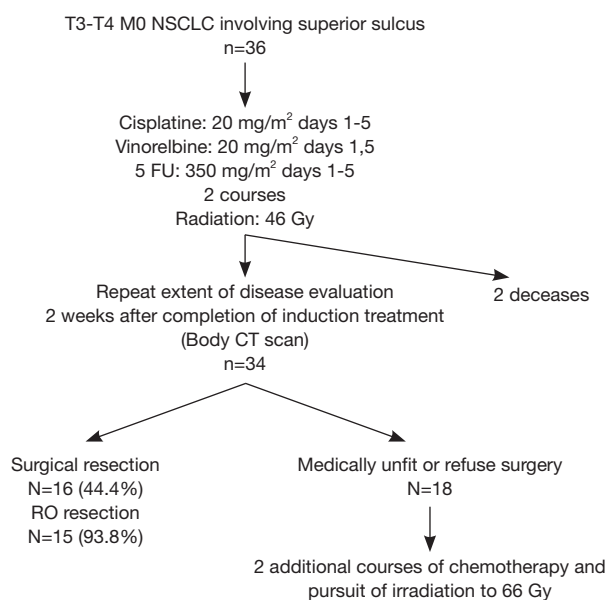 T3-T4 M0 NSCLC involving superior sulcus
n=36
Cisplatine: 20 mg/m² days 1-5
Vinorelbine: 20 mg/m² days 1,5
5 FU: 350 mg/m² days 1-5
2 courses
Radiation: 46 Gy
2 deceases
Repeat extent of disease evaluation
2 weeks after completion of induction treatment
(Body CT scan)
n=34
Surgical resection
N=16 (44.4%)
RO resection
N=15 (93.8%)
Medically unfit or refuse surgery
N=18
2 additional courses of chemotherapy and
pursuit of irradiation to 66 Gy